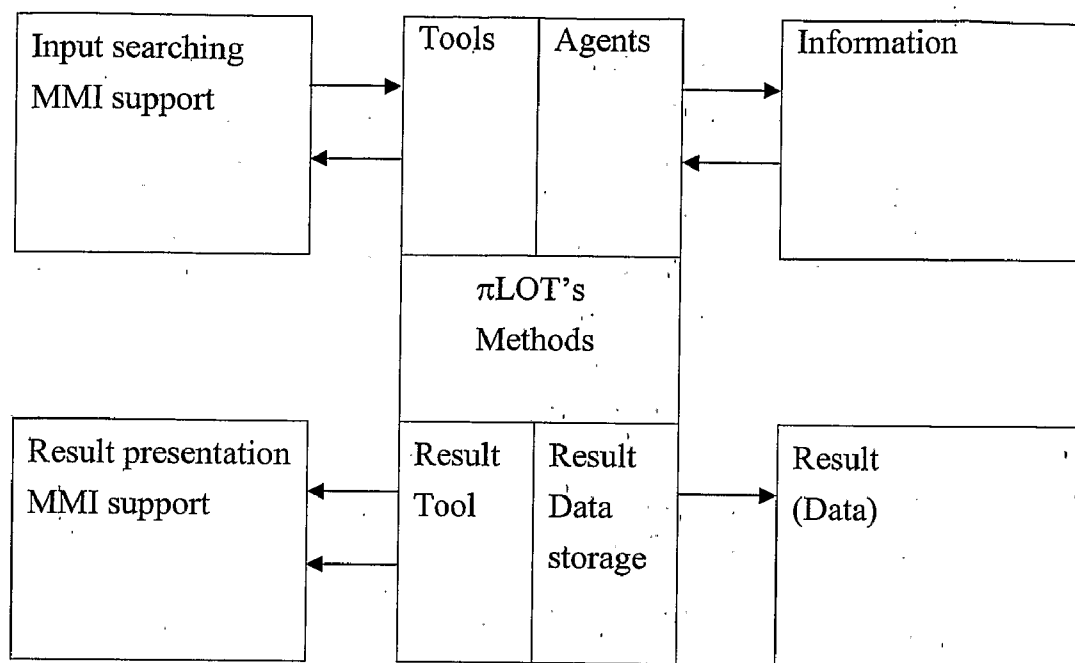 Input searching
MMI support
Tools
Agents
Information
πLOT’s
Methods
Result presentation
MMI support
Result
Tool
Result
Data
storage
Result
(Data)